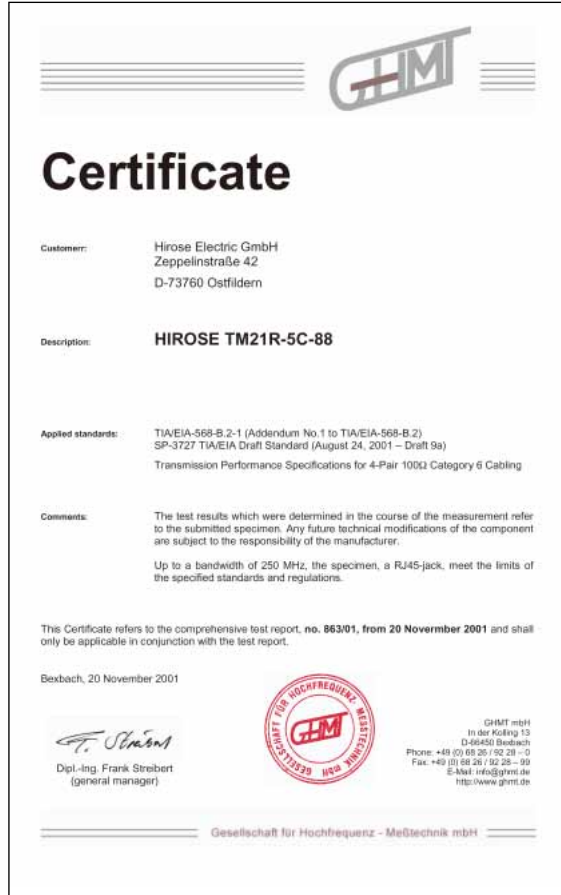 GHMT
Certificate
Customerr: Hirose Electric GmbH
Zeppelinstraße 42
D-73760 Ostfildern
Description: HIROSE TM21R-5C-88
Applied standards: TIA/EIA-568-B.2-1 (Addendum No.1 to TIA/EIA-568-B.2)
SP-3727 TIA/EIA Draft Standard (August 24, 2001 – Draft 9a)
Transmission Performance Specifications for 4-Pair 100Ω Category 6 Cabling
Comments: The test results which were determined in the course of the measurement refer
to the submitted specimen. Any future technical modifications of the component
are subject to the responsibility of the manufacturer.
Up to a bandwidth of 250 MHz, the specimen, a RJ45-jack, meet the limits of
the specified standards and regulations.
This Certificate refers to the comprehensive test report, no. 863/01, from 20 Novermber 2001 and shall
only be applicable in conjunction with the test report.
Bexbach, 20 November 2001
F. Streibert
Dipl.-Ing. Frank Streibert
(general manager)
GESELLSCHAFT FÜR HOCHFREQUENZ- MESSTECHNIK mbH
GHMT
GHMT mbH
In der Kolling 13
D-66450 Bexbach
Phone: +49 (0) 68 26 / 92 28 – 0
Fax: +49 (0) 68 26 / 92 28 – 99
E-Mail: info@ghmt.de
http://www.ghmt.de
Gesellschaft für Hochfrequenz - Meßtechnik mbH